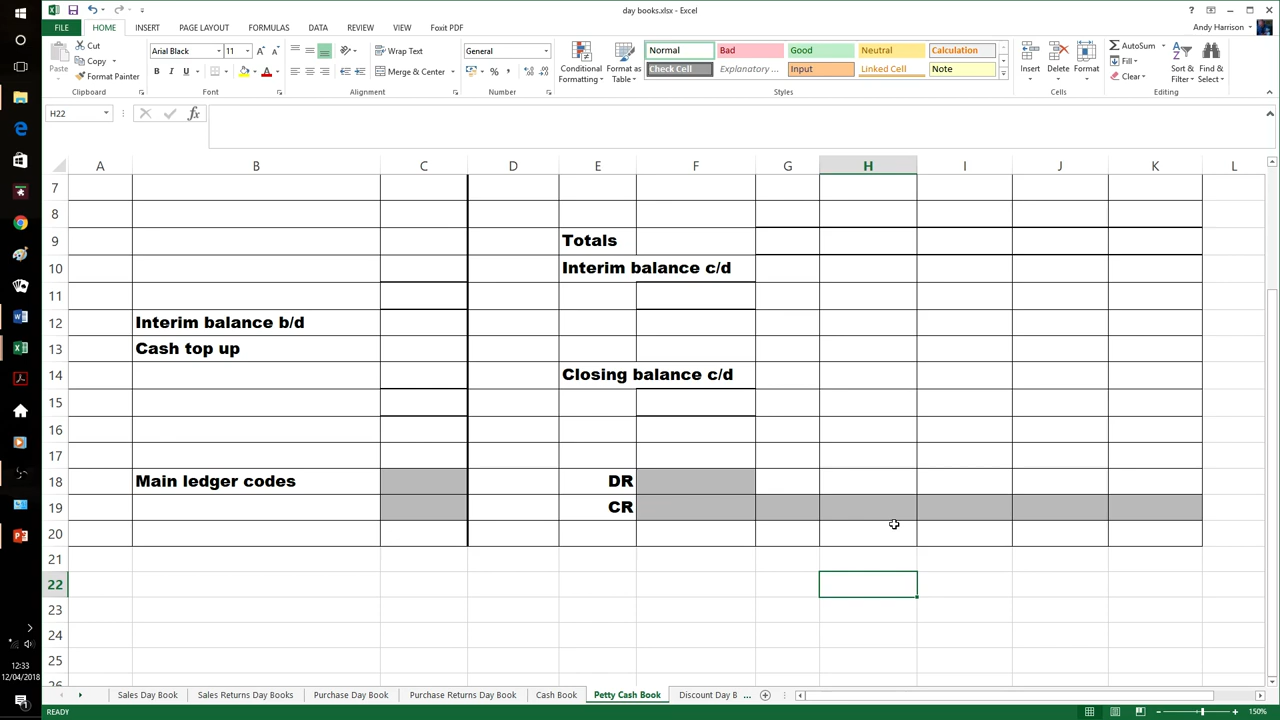 day books.xlsx - Excel
FILE HOME INSERT PAGE LAYOUT FORMULAS DATA REVIEW VIEW Foxit PDF Andy Harrison
Cut Arial Black 11 Wrap Text General Normal Bad Good Neutral Calculation AutoSum
Copy Merge & Center Check Cell Explanatory ... Input Linked Cell Note Fill
Format Painter Clear
Paste Conditional Formatting Format as Table Insert Delete Format Sort & Filter Find & Select
Clipboard Font Alignment Number Styles Cells Editing
H22
A B C D E F G H I J K L
7
8
9 Totals
10 Interim balance c/d
11
12 Interim balance b/d
13 Cash top up
14 Closing balance c/d
15
16
17
18 Main ledger codes DR
19 CR
20
21
22
23
24
25
26
12:33
12/04/2018
Sales Day Book Sales Returns Day Books Purchase Day Book Purchase Returns Day Book Cash Book Petty Cash Book Discount Day B ...
READY 150%